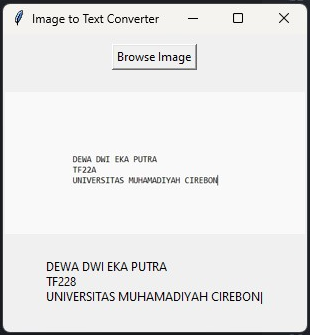 Image to Text Converter
Browse Image
DEWA DWI EKA PUTRA
TF22A
UNIVERSITAS MUHAMADIYAH CIREBON
DEWA DWI EKA PUTRA
TF228
UNIVERSITAS MUHAMADIYAH CIREBON|